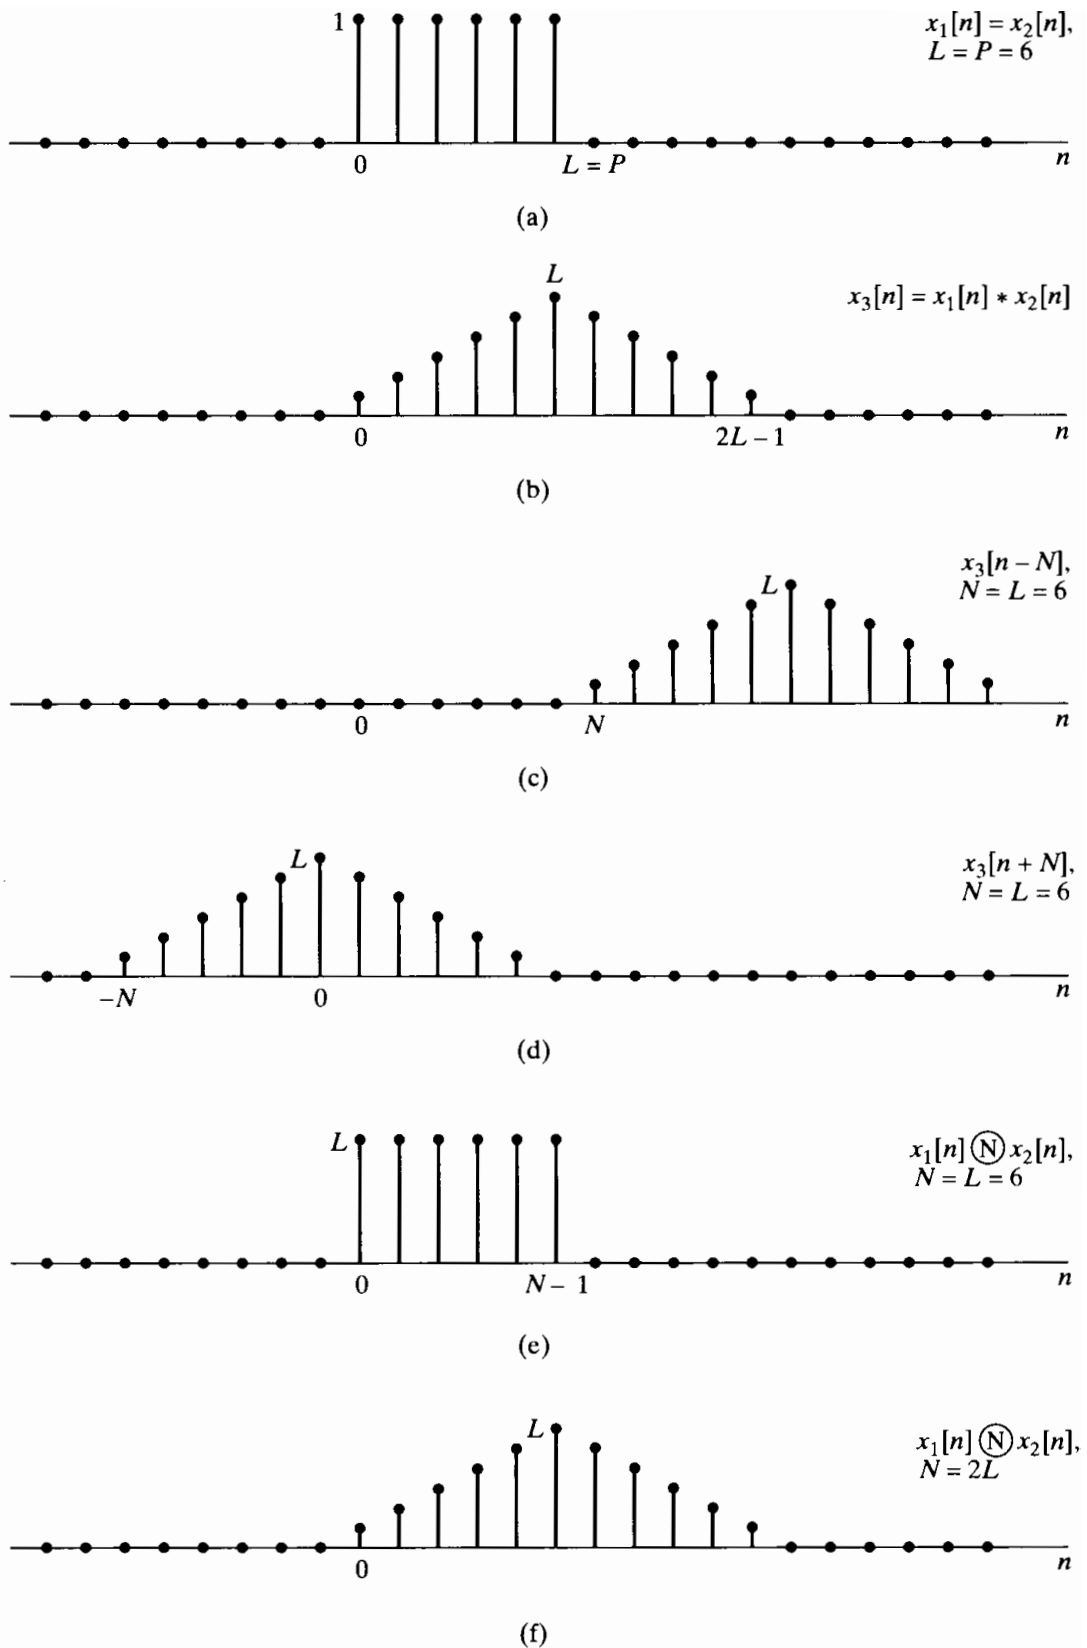 1
x₁[n] = x₂[n],
L = P = 6
0
L = P
n
(a)
L
x₃[n] = x₁[n] * x₂[n]
0
2L – 1
n
(b)
x₃[n – N],
N = L = 6
L
0
N
n
(c)
L
x₃[n + N],
N = L = 6
–N
0
n
(d)
L
x₁[n] Ⓝ x₂[n],
N = L = 6
0
N – 1
n
(e)
L
x₁[n] Ⓝ x₂[n],
N = 2L
0
n
(f)